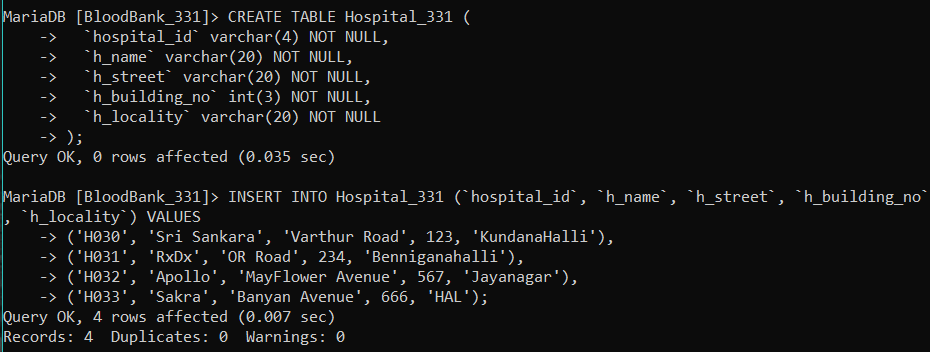 MariaDB [BloodBank_331]> CREATE TABLE Hospital_331 (
    ->   `hospital_id` varchar(4) NOT NULL,
    ->   `h_name` varchar(20) NOT NULL,
    ->   `h_street` varchar(20) NOT NULL,
    ->   `h_building_no` int(3) NOT NULL,
    ->   `h_locality` varchar(20) NOT NULL
    -> );
Query OK, 0 rows affected (0.035 sec)

MariaDB [BloodBank_331]> INSERT INTO Hospital_331 (`hospital_id`, `h_name`, `h_street`, `h_building_no`
, `h_locality`) VALUES
    -> ('H030', 'Sri Sankara', 'Varthur Road', 123, 'KundanaHalli'),
    -> ('H031', 'RxDx', 'OR Road', 234, 'Benniganahalli'),
    -> ('H032', 'Apollo', 'MayFlower Avenue', 567, 'Jayanagar'),
    -> ('H033', 'Sakra', 'Banyan Avenue', 666, 'HAL');
Query OK, 4 rows affected (0.007 sec)
Records: 4  Duplicates: 0  Warnings: 0